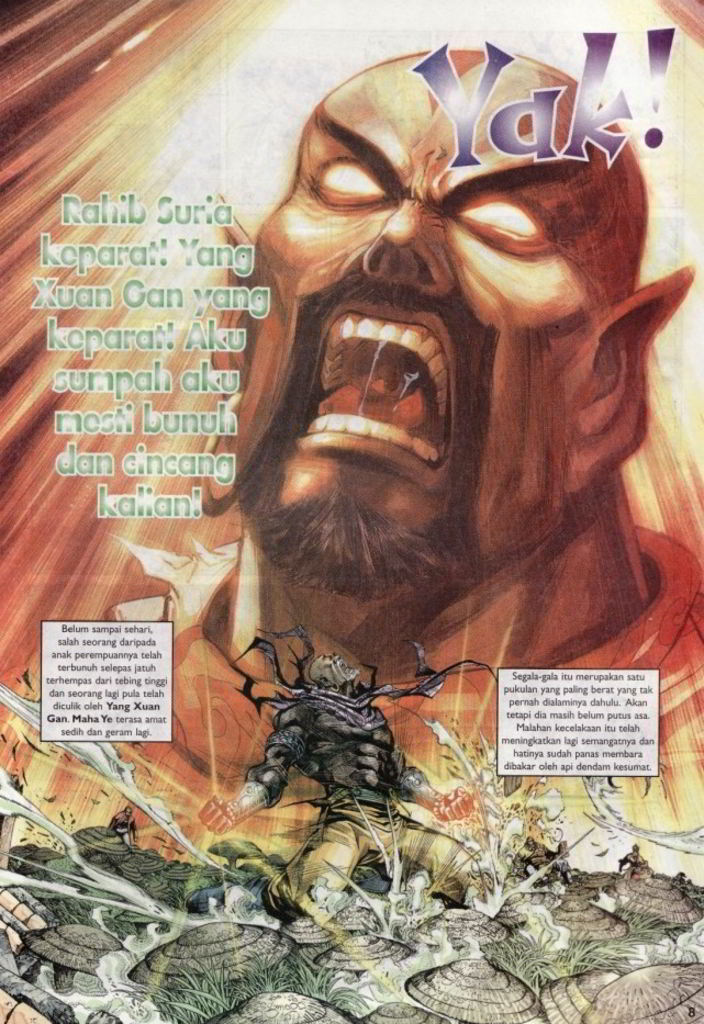 Yak!
Rahib Suria
keparat! Yang
Xuan Gan yang
keparat! Aku
sumpah aku
mesti bunuh
dan cincang
kalian!
Belum sampai sehari,
salah seorang daripada
anak perempuannya telah
terbunuh selepas jatuh
terhempas dari tebing tinggi
dan seorang lagi pula telah
diculik oleh Yang Xuan
Gan. Maha Ye terasa amat
sedih dan geram lagi.
Segala-gala itu merupakan satu
pukulan yang paling berat yang tak
pernah dialaminya dahulu. Akan
tetapi dia masih belum putus asa.
Malahan kecelakaan itu telah
meningkatkan lagi semangatnya dan
hatinya sudah panas membara
dibakar oleh api dendam kesumat.
8